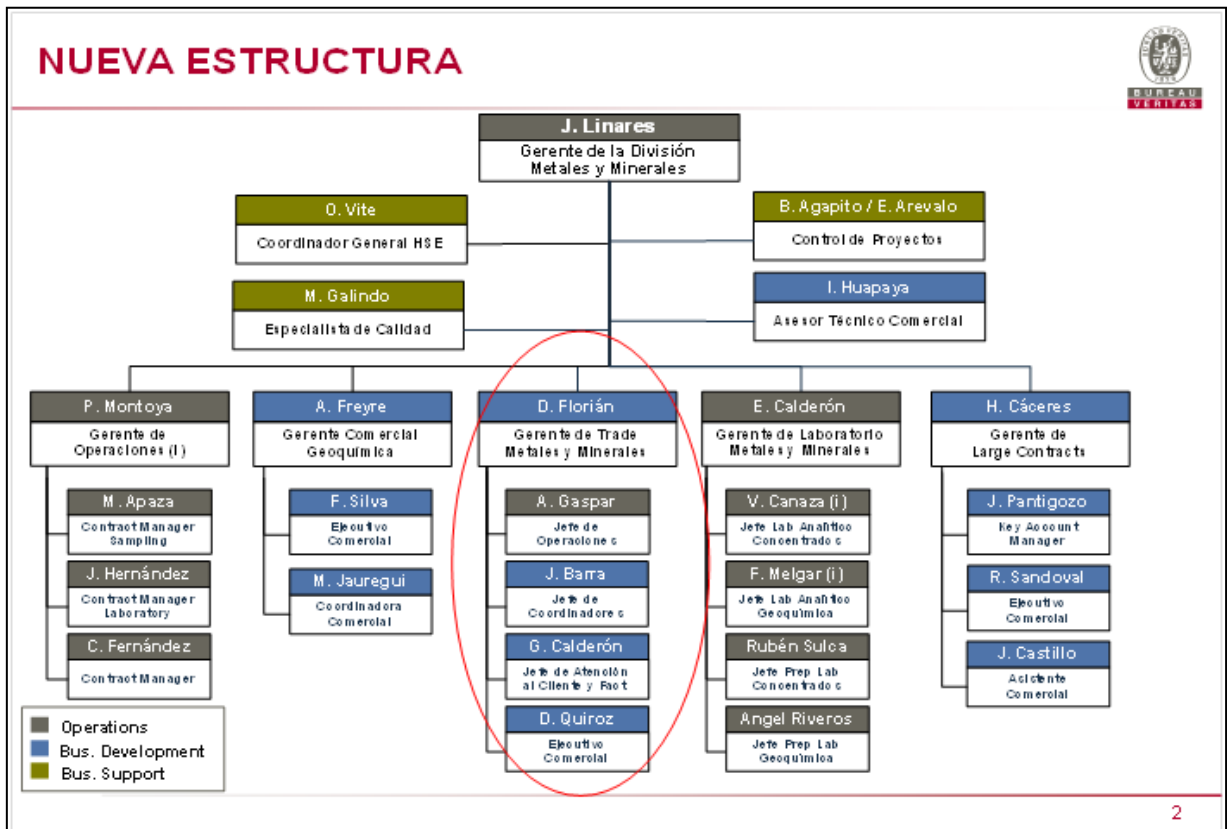 NUEVA ESTRUCTURA
BUREAU
VERITAS
J. Linares
Gerente de la División
Metales y Minerales
O. Vite
Coordinador General HSE
B. Agapito / E. Arevalo
Control de Proyectos
M. Galindo
Especialista de Calidad
I. Huapaya
Asesor Técnico Comercial
P. Montoya
Gerente de
Operaciones (I)
M. Apaza
Contract Manager
Sampling
J. Hernández
Contract Manager
Laboratory
C. Fernández
Contract Manager
A. Freyre
Gerente Comercial
Geoquímica
F. Silva
Ejecutivo
Comercial
M. Jauregui
Coordinadora
Comercial
D. Florián
Gerente de Trade
Metales y Minerales
A. Gaspar
Jefe de
Operaciones
J. Barra
Jefe de
Coordinadores
G. Calderón
Jefe de Atención
al Cliente y Fact
D. Quiroz
Ejecutivo
Comercial
E. Calderón
Gerente de Laboratorio
Metales y Minerales
V. Canaza (i)
Jefe Lab Analítico
Concentrados
F. Melgar (i)
Jefe Lab Analítico
Geoquímica
Rubén Sulca
Jefe Prep Lab
Concentrados
Angel Riveros
Jefe Prep Lab
Geoquímica
H. Cáceres
Gerente de
Large Contracts
J. Pantigozo
Key Account
Manager
R. Sandoval
Ejecutivo
Comercial
J. Castillo
Asistente
Comercial
Operations
Bus. Development
Bus. Support
2